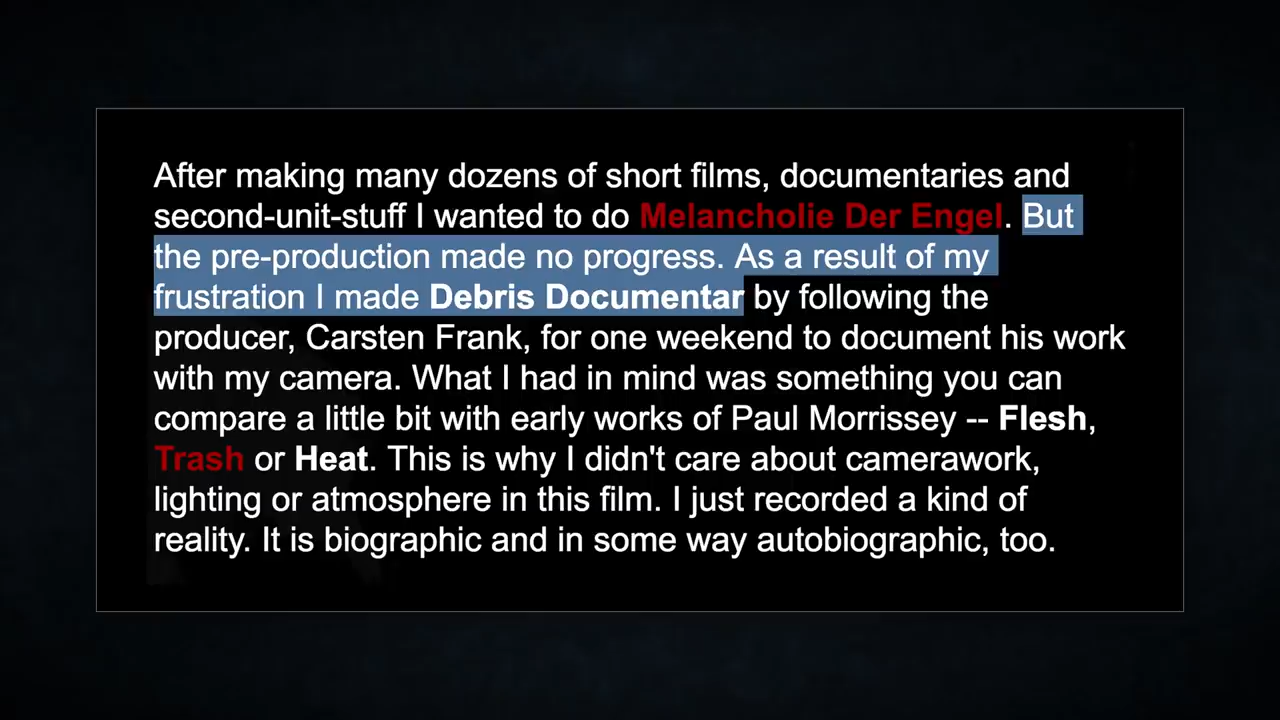 After making many dozens of short films, documentaries and
second-unit-stuff I wanted to do Melancholie Der Engel. But
the pre-production made no progress. As a result of my
frustration I made Debris Documentar by following the
producer, Carsten Frank, for one weekend to document his work
with my camera. What I had in mind was something you can
compare a little bit with early works of Paul Morrissey -- Flesh,
Trash or Heat. This is why I didn't care about camerawork,
lighting or atmosphere in this film. I just recorded a kind of
reality. It is biographic and in some way autobiographic, too.